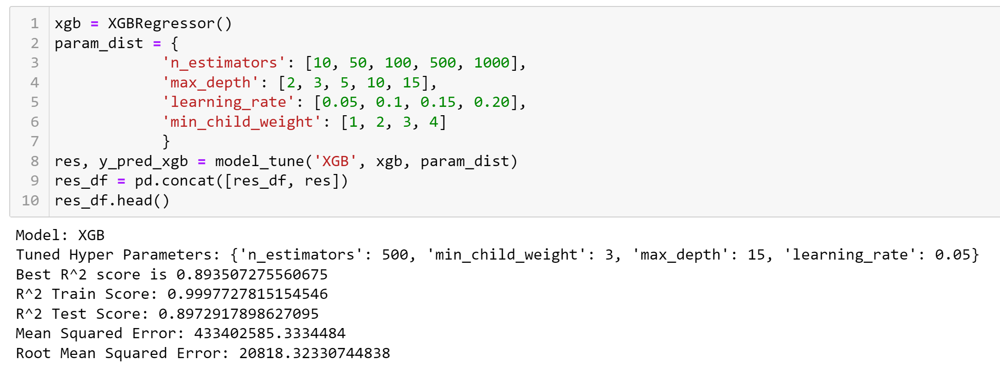 1 xgb = XGBRegressor()
2 param_dist = {
3 'n_estimators': [10, 50, 100, 500, 1000],
4 'max_depth': [2, 3, 5, 10, 15],
5 'learning_rate': [0.05, 0.1, 0.15, 0.20],
6 'min_child_weight': [1, 2, 3, 4]
7 }
8 res, y_pred_xgb = model_tune('XGB', xgb, param_dist)
9 res_df = pd.concat([res_df, res])
10 res_df.head()
Model: XGB
Tuned Hyper Parameters: {'n_estimators': 500, 'min_child_weight': 3, 'max_depth': 15, 'learning_rate': 0.05}
Best R^2 score is 0.893507275560675
R^2 Train Score: 0.9997727815154546
R^2 Test Score: 0.8972917898627095
Mean Squared Error: 433402585.3334484
Root Mean Squared Error: 20818.32330744838